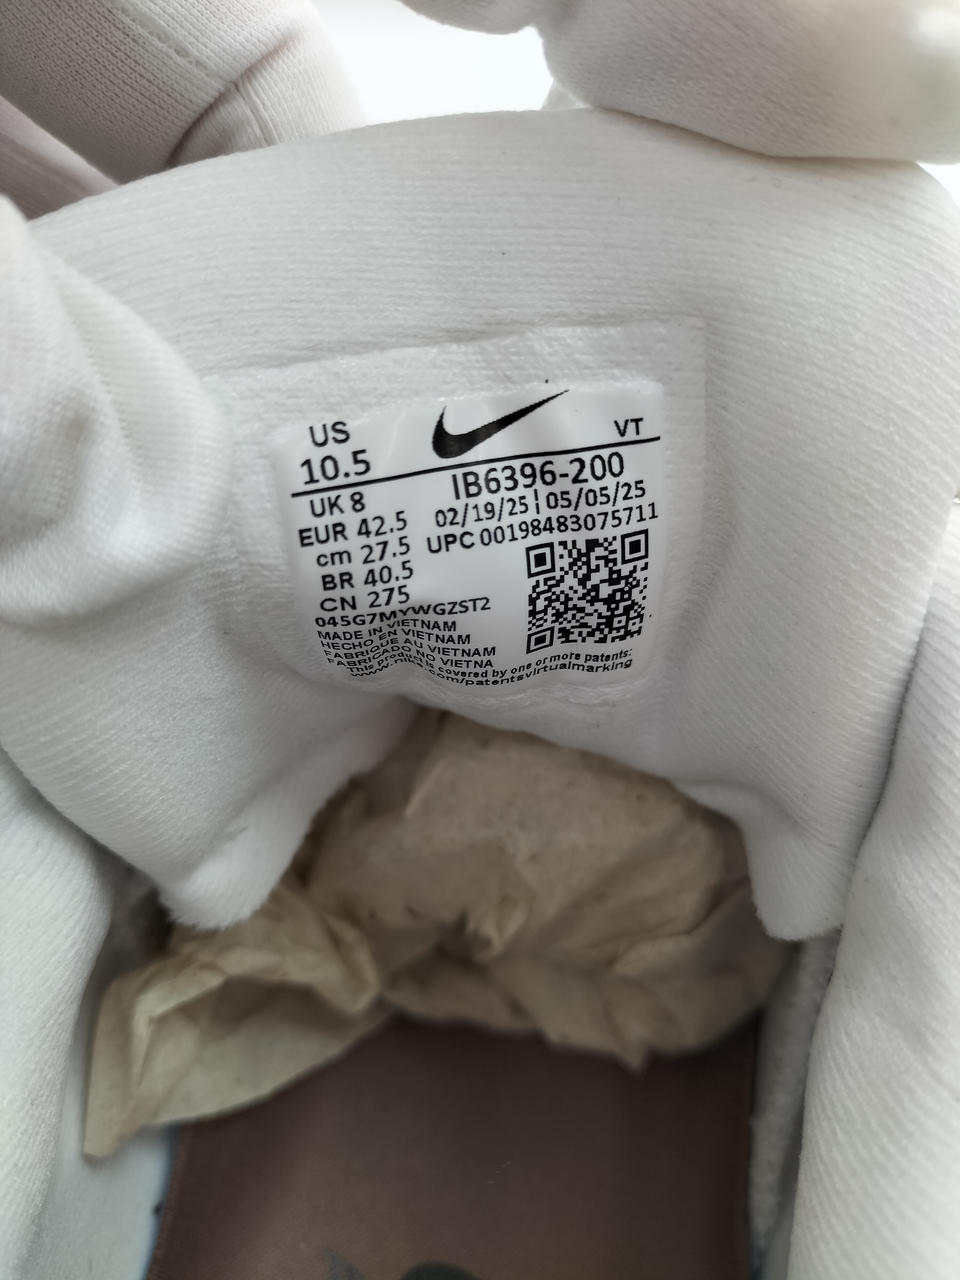 US
10.5
VT
UK 8
EUR 42.5
cm 27.5
BR 40.5
CN 275
IB6396-200
02/19/25 | 05/05/25
UPC 00198483075711
045G7MYWGZST2
MADE IN VIETNAM
HECHO EN VIETNAM
FABRIQUE AU VIETNAM
FABRICADO NO VIETNA
This product is covered by one or more patents:
www.nike.com/patentsvirtualmarking